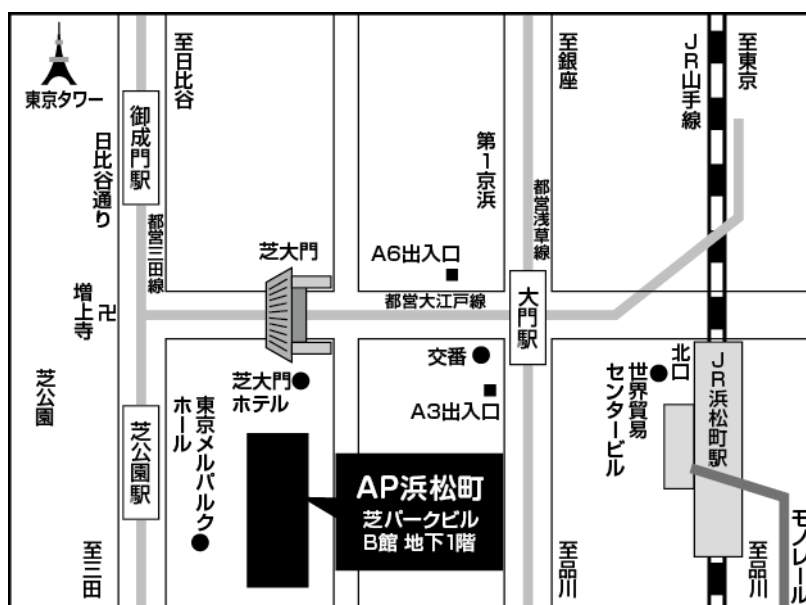 東京タワー
日比谷通り
増上寺
卍
芝公園
至日比谷
御成門駅
都営三田線
芝公園駅
至三田
芝大門
芝大門
ホテル
東京メルパルク
ホール
A6出入口
都営大江戸線
第1京浜
都営浅草線
至銀座
大門駅
交番
A3出入口
AP浜松町
芝パークビル
B館 地下1階
至品川
JR山手線
至東京
北口
世界貿易
センタービル
JR浜松町駅
モノレール
至品川